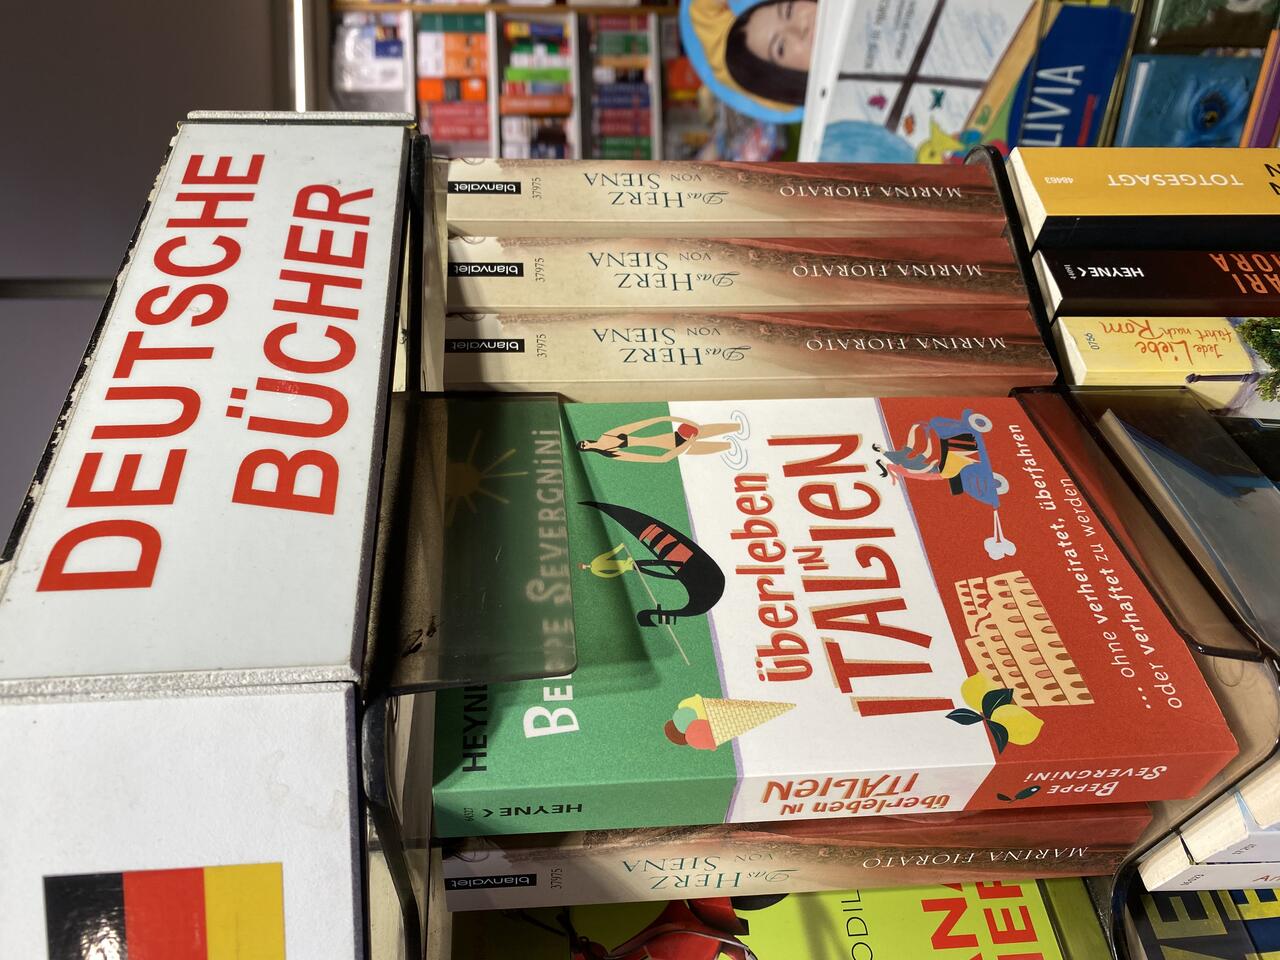 DEUTSCHE
BÜCHER
blanvalet
37975
Das HERZ
VON SIENA
MARINA FIORATO
blanvalet
37975
Das HERZ
VON SIENA
MARINA FIORATO
blanvalet
37975
Das HERZ
VON SIENA
MARINA FIORATO
BEPPE SEVERGNINI
überleben
IN
ITALIEN
... ohne verheiratet, überfahren
oder verhaftet zu werden
HEYNE
überleben IN
ITALIEN
BEPPE
SEVERGNINI
blanvalet
37975
Das HERZ
VON SIENA
MARINA FIORATO
48463
TOTGESAGT
HEYNE
0756
Jede Liebe
führt nach Rom
LIVIA